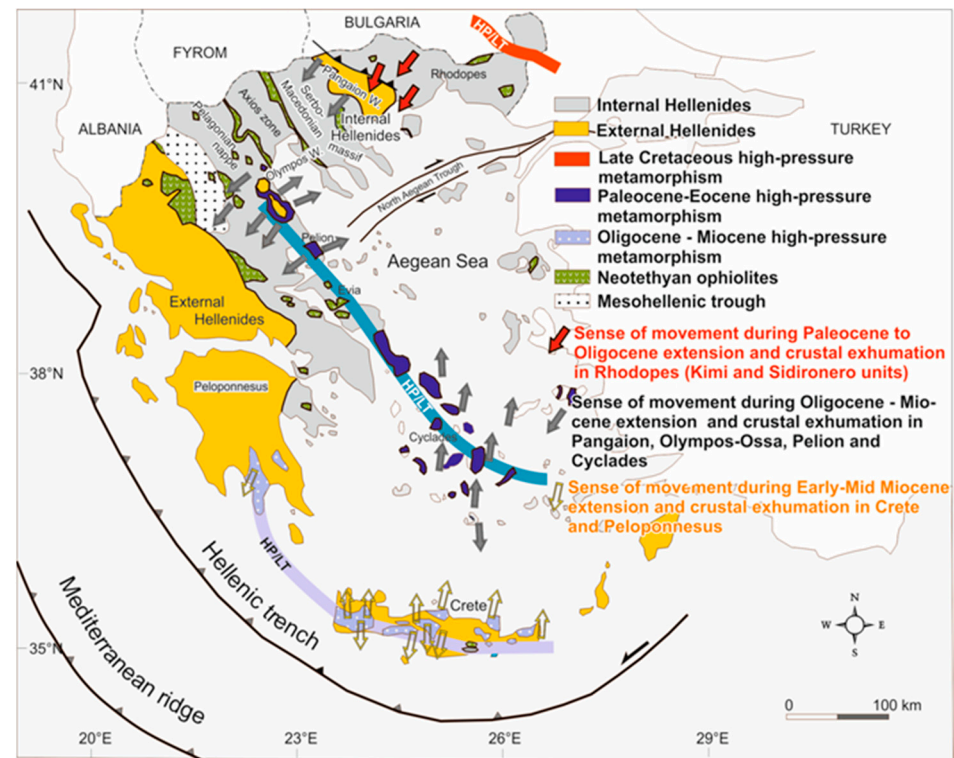 BULGARIA
HP/LT
FYROM
Rhodopes
41°N
Pangaion W.
Serbo-
Macedonian
massif
Axios zone
Internal
Hellenides
ALBANIA
Pelagonian
nappe
Olympos W.
North Aegean Trough
TURKEY
Internal Hellenides
External Hellenides
Late Cretaceous high-pressure
metamorphism
Paleocene-Eocene high-pressure
metamorphism
Oligocene - Miocene high-pressure
metamorphism
Neotethyan ophiolites
Mesohellenic trough
Sense of movement during Paleocene to
Oligocene extension and crustal exhumation
in Rhodopes (Kimi and Sidironero units)
Sense of movement during Oligocene - Mio-
cene extension and crustal exhumation in
Pangaion, Olympos-Ossa, Pelion and
Cyclades
Sense of movement during Early-Mid Miocene
extension and crustal exhumation in Crete
and Peloponnesus
Pelion
Aegean Sea
Evia
External
Hellenides
38°N
Peloponnesus
HP/LT
Cyclades
HP/LT
Hellenic trench
Crete
Mediterranean ridge
35°N
N
W
E
S
0
100 km
20°E
23°E
26°E
29°E